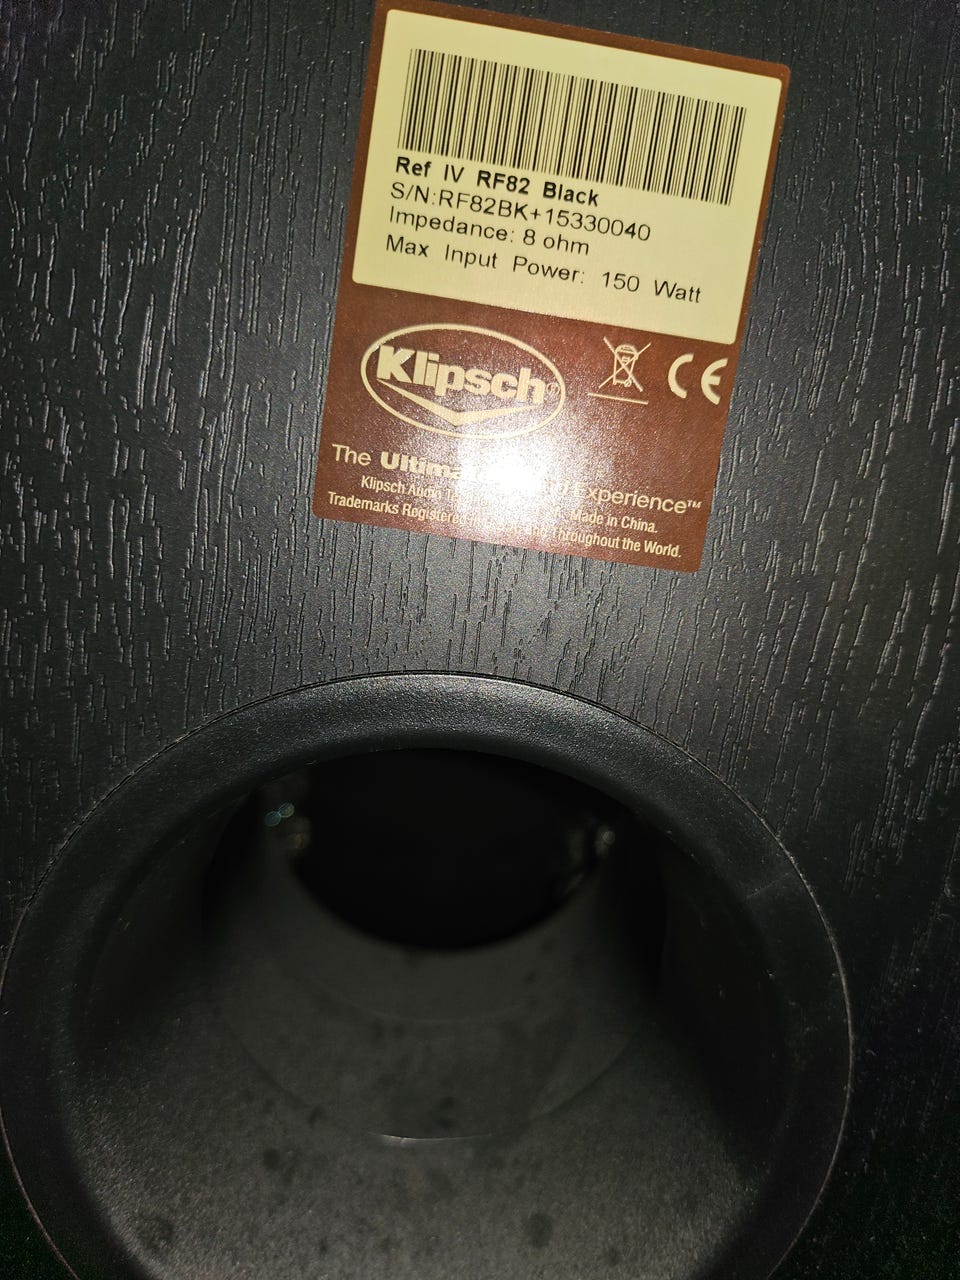 Ref IV RF82 Black
S/N:RF82BK+15330040
Impedance: 8 ohm
Max Input Power: 150 Watt
Klipsch®
CE
The Experience™
Klipsch Audio Made in China.
Trademarks Registered Throughout the World.